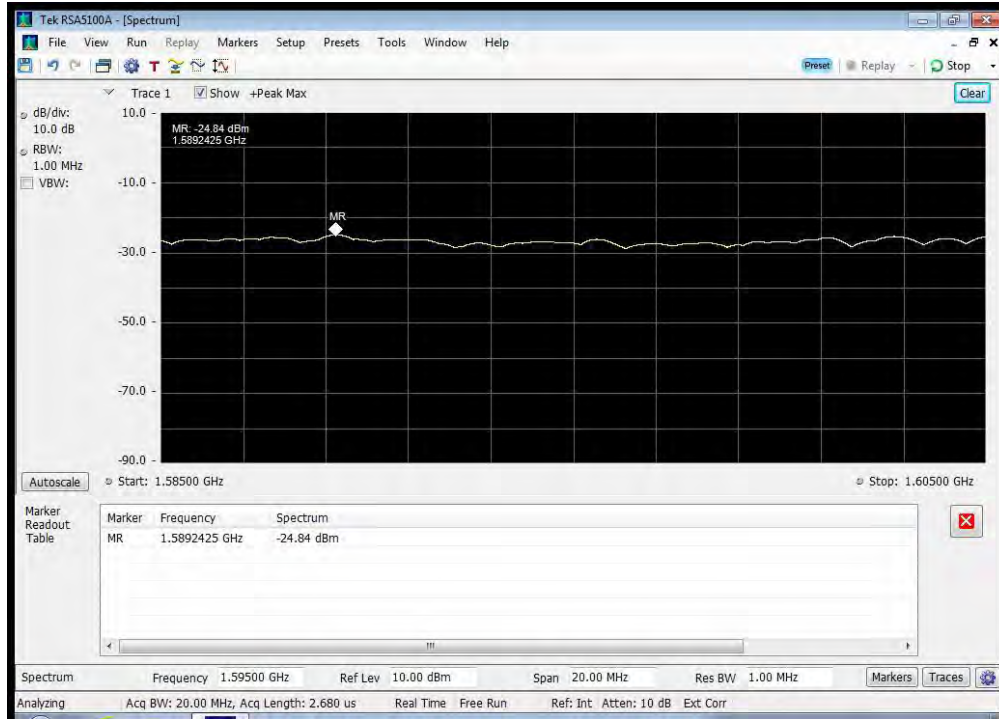 Tek RSA5100A - [Spectrum]
File View Run Replay Markers Setup Presets Tools Window Help
T
Preset Replay Stop
Trace 1 Show +Peak Max Clear
dB/div:
10.0 dB
RBW:
1.00 MHz
VBW:
10.0
-10.0
-30.0
-50.0
-70.0
-90.0
MR: -24.84 dBm
1.5892425 GHz
MR
Autoscale Start: 1.58500 GHz Stop: 1.60500 GHz
Marker
Readout
Table
Marker Frequency Spectrum
MR 1.5892425 GHz -24.84 dBm
Spectrum Frequency 1.59500 GHz Ref Lev 10.00 dBm Span 20.00 MHz Res BW 1.00 MHz Markers Traces
Analyzing Acq BW: 20.00 MHz, Acq Length: 2.680 us Real Time Free Run Ref: Int Atten: 10 dB Ext Corr